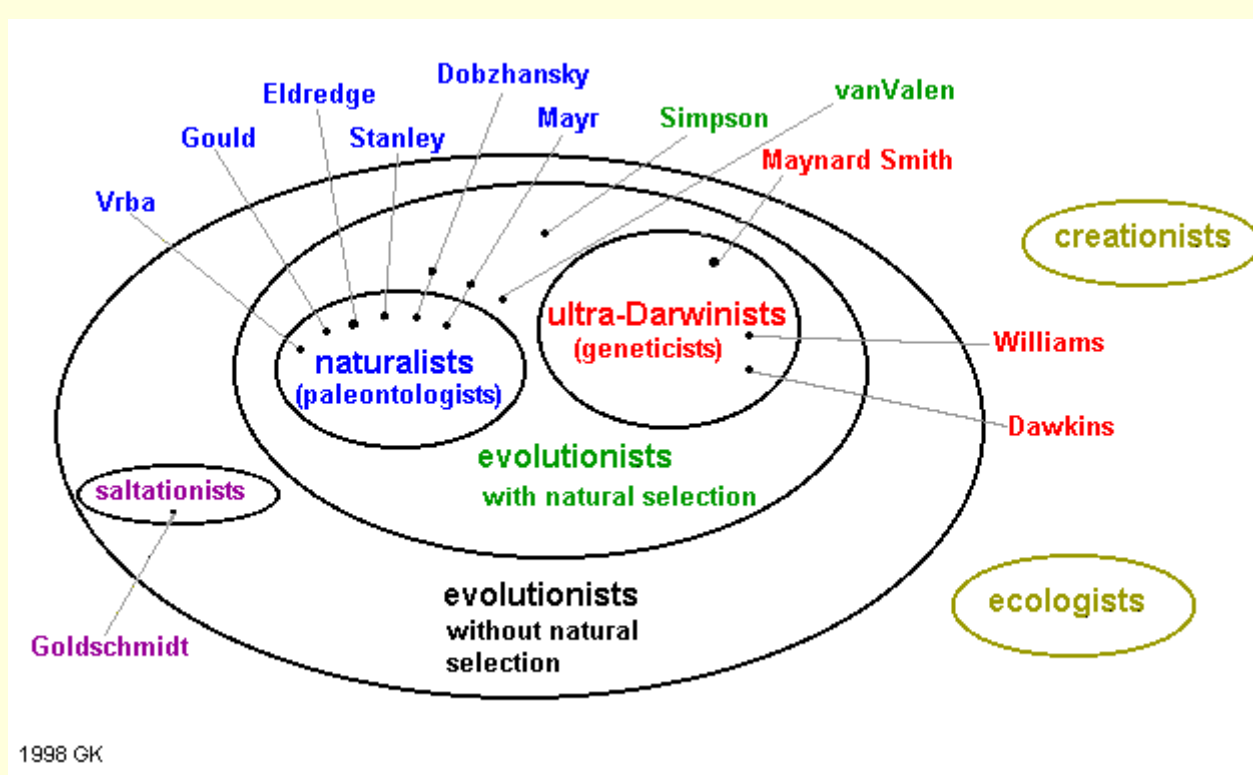 Dobzhansky
Eldredge
vanValen
Gould
Stanley
Mayr
Simpson
Maynard Smith
Vrba
creationists
ultra-Darwinists
(geneticists)
Williams
naturalists
(paleontologists)
Dawkins
evolutionists
with natural selection
saltationists
evolutionists
without natural
selection
ecologists
Goldschmidt
1998 GK